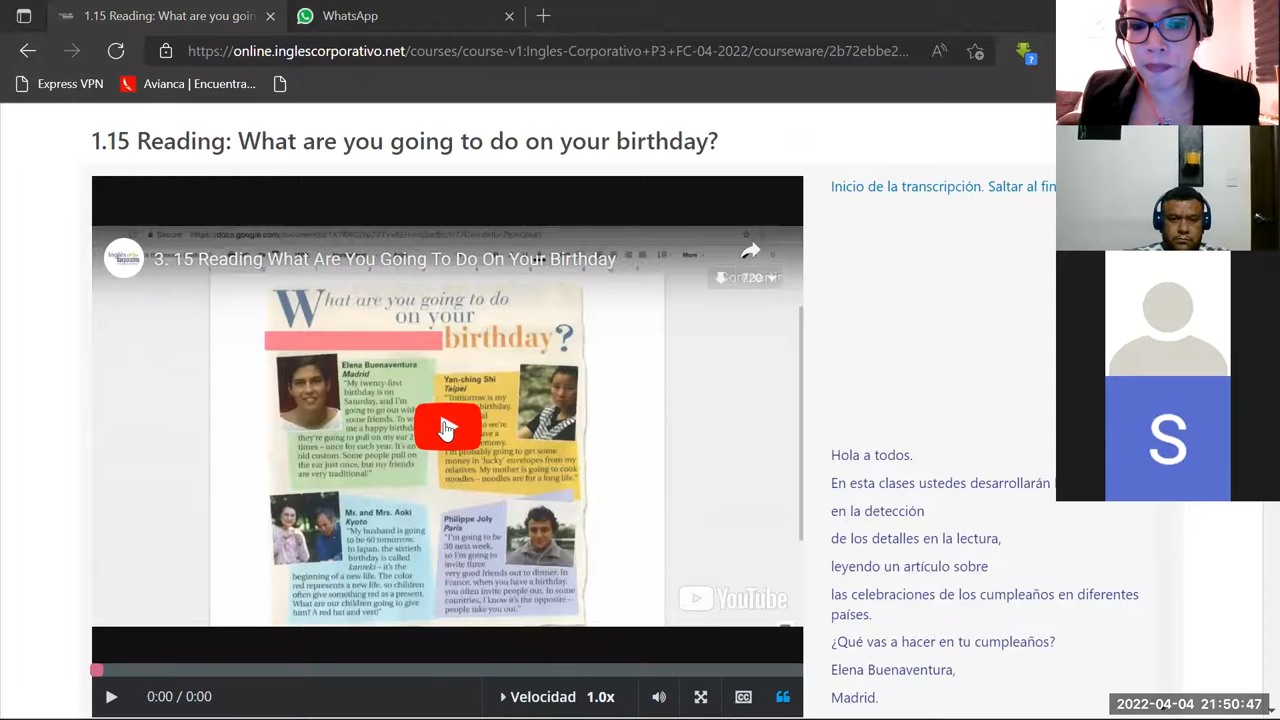 1.15 Reading: What are you goin
WhatsApp
https://online.inglescorporativo.net/courses/course-v1:Ingles-Corporativo+P3+FC-04-2022/courseware/2b72ebbe2...
Express VPN
Avianca | Encuentra...
1.15 Reading: What are you going to do on your birthday?
3. 15 Reading What Are You Going To Do On Your Birthday
720
What are you going to do
on your
birthday?
Elena Buenaventura
Madrid
"My twenty-first
birthday is on
Saturday, and I'm
going to go out with
some friends. To w
me a happy birthda
they're going to pull on my ear 2
times – once for each year. It's an
old custom. Some people pull on
the ear just once, but my friends
are very traditional!"
Yan-ching Shi
Taipei
"Tomorrow is my
birthday.
we're
ve a
emony.
I'm probably going to get some
money in 'lucky' envelopes from my
relatives. My mother is going to cook
noodles – noodles are for a long life."
Mr. and Mrs. Aoki
Kyoto
"My husband is going
to be 60 tomorrow.
In Japan, the sixtieth
birthday is called
kanreki – it's the
beginning of a new life. The color
red represents a new life, so children
often give something red as a present.
What are our children going to give
him? A red hat and vest!"
Philippe Joly
Paris
"I'm going to be
30 next week,
so I'm going to
invite three
very good friends out to dinner. In
France, when you have a birthday,
you often invite people out. In some
countries, I know it's the opposite –
people take you out."
YouTube
0:00 / 0:00
Velocidad 1.0x
Inicio de la transcripción. Saltar al fin
Hola a todos.
En esta clases ustedes desarrollarán
en la detección
de los detalles en la lectura,
leyendo un artículo sobre
las celebraciones de los cumpleaños en diferentes
países.
¿Qué vas a hacer en tu cumpleaños?
Elena Buenaventura,
Madrid.
S
2022-04-04 21:50:47